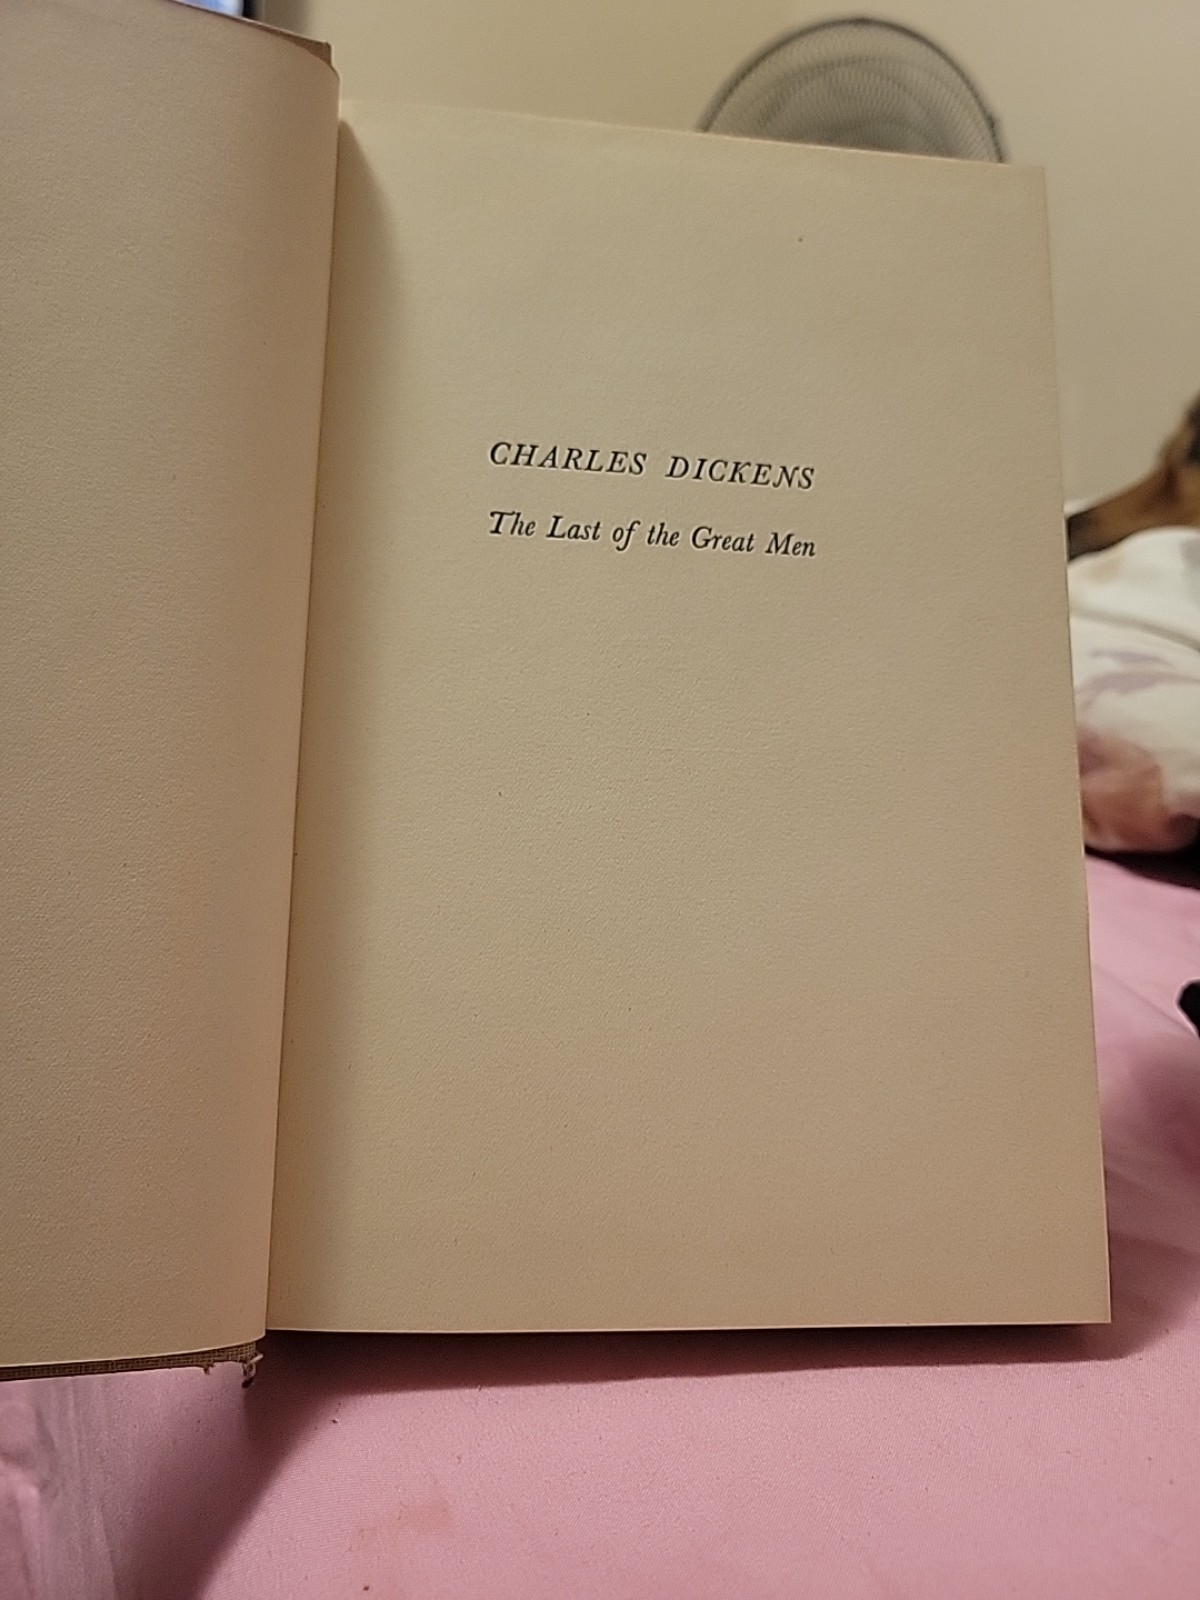 CHARLES DICKENS
The Last of the Great Men